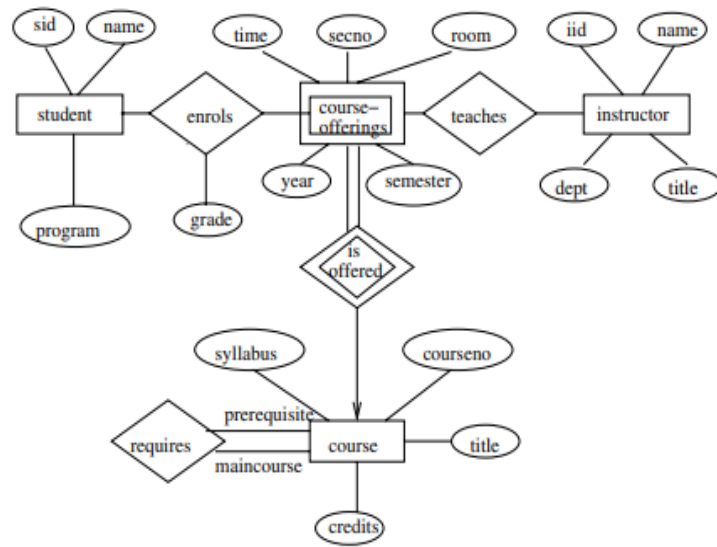 sid
name
time
secno
room
iid
name
student
enrols
course-
offerings
teaches
instructor
year
semester
dept
title
program
grade
is
offered
syllabus
courseno
prerequisite
requires
course
title
maincourse
credits